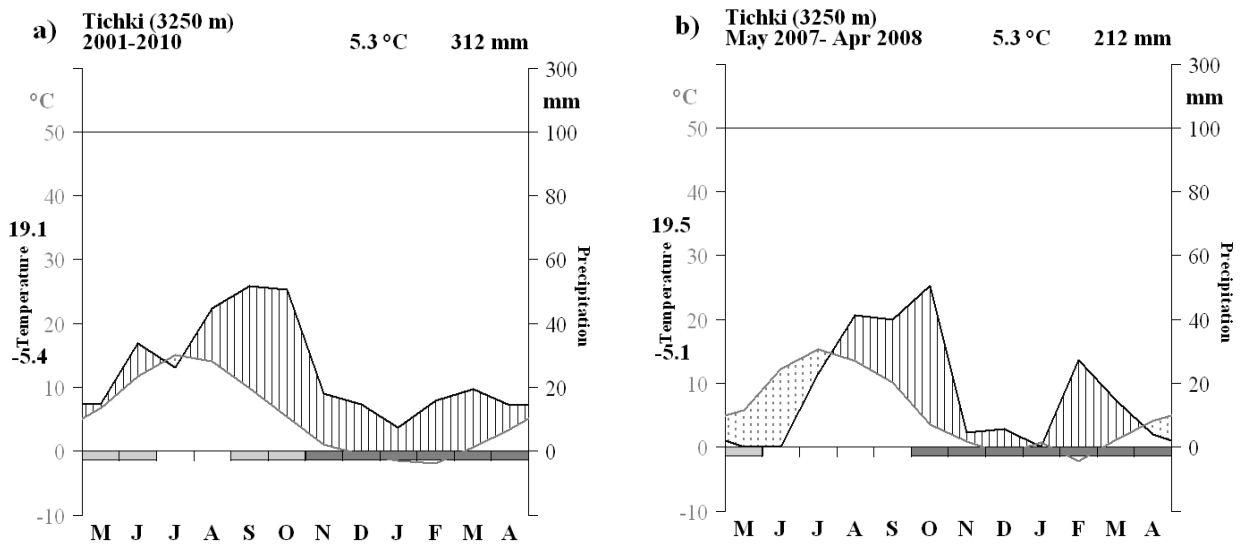 a)
Tichki (3250 m)
2001-2010 5.3 °C 312 mm
°C
50
40
30
20
10
0
-10
19.1
Temperature
-5.4
300
mm
100
80
60
40
20
0
Precipitation
M J J A S O N D J F M A
b)
Tichki (3250 m)
May 2007- Apr 2008 5.3 °C 212 mm
°C
50
40
30
20
10
0
-10
19.5
Temperature
-5.1
300
mm
100
80
60
40
20
0
Precipitation
M J J A S O N D J F M A